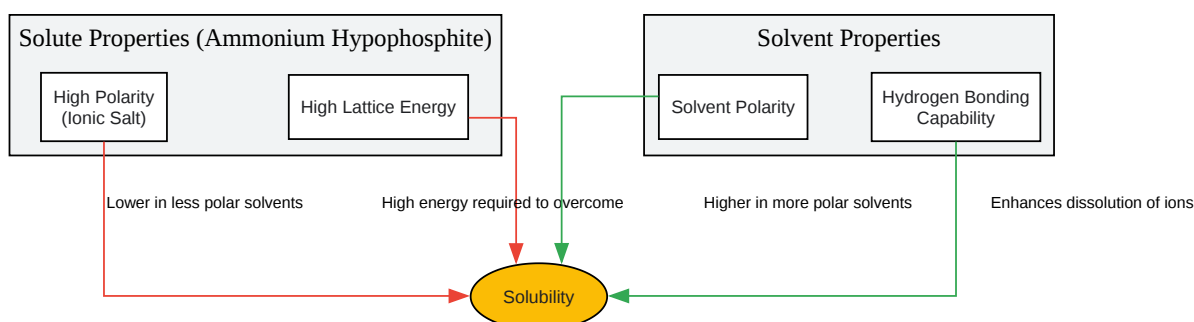 Solute Properties (Ammonium Hypophosphite)
Solvent Properties
High Polarity
(Ionic Salt)
High Lattice Energy
Solvent Polarity
Hydrogen Bonding
Capability
Lower in less polar solvents
High energy required to overcome
Higher in more polar solvents
Enhances dissolution of ions
Solubility